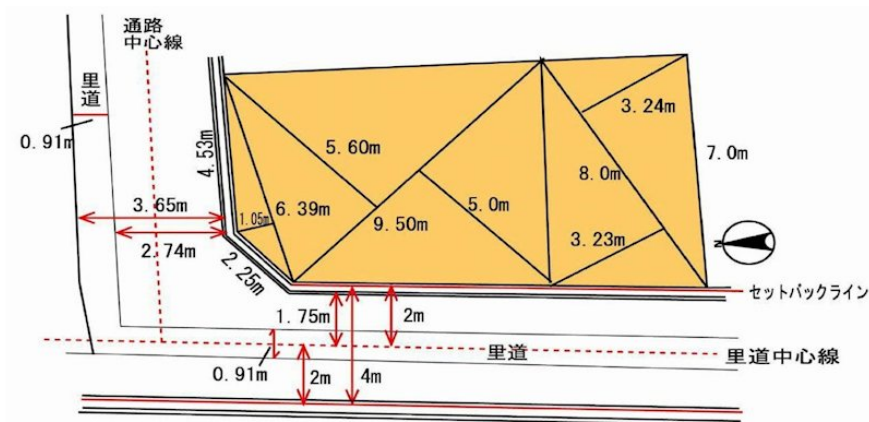 通路
中心線
里道
0.91m
3.65m
2.74m
4.53m
2.25m
1.05m
6.39m
5.60m
9.50m
5.0m
8.0m
3.24m
3.23m
7.0m
N
セットバックライン
1.75m
2m
里道
里道中心線
0.91m
2m
4m